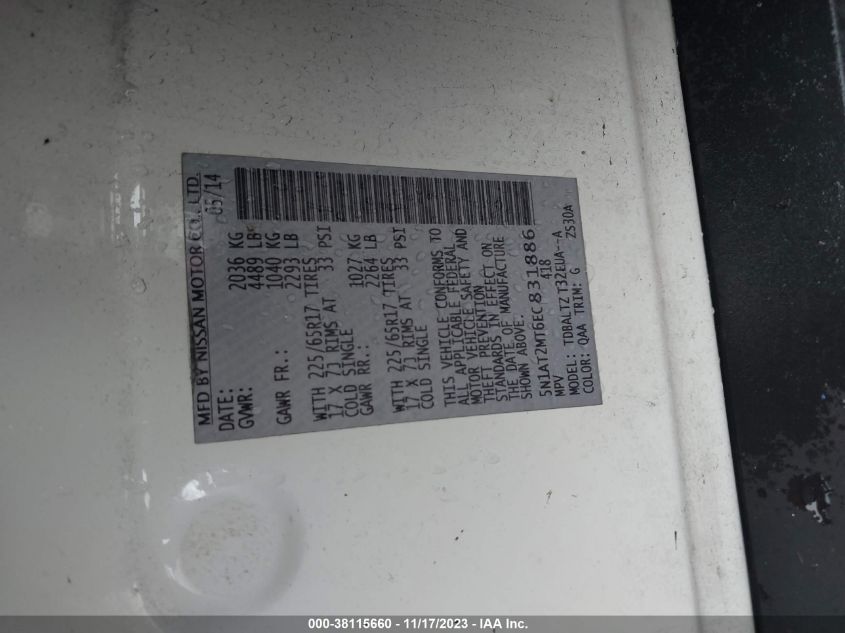 MFD BY NISSAN MOTOR CO., LTD.
DATE: 05/14
GVWR: 2036 KG
4489 LB
GAWR FR.: 1040 KG
2293 LB
WITH 225/65R17 TIRES
17 X 7J RIMS AT 33 PSI
COLD SINGLE
GAWR RR.: 1027 KG
2264 LB
WITH 225/65R17 TIRES
17 X 7J RIMS AT 33 PSI
COLD SINGLE
THIS VEHICLE CONFORMS TO
ALL APPLICABLE FEDERAL
MOTOR VEHICLE SAFETY AND
THEFT PREVENTION
STANDARDS IN EFFECT ON
THE DATE OF MANUFACTURE
SHOWN ABOVE.
5N1AT2MT6EC831886
MPV 418
MODEL: TDBALTZT32EUA--A
COLOR: QAA TRIM: G ZS30A
000-38115660 - 11/17/2023 - IAA Inc.